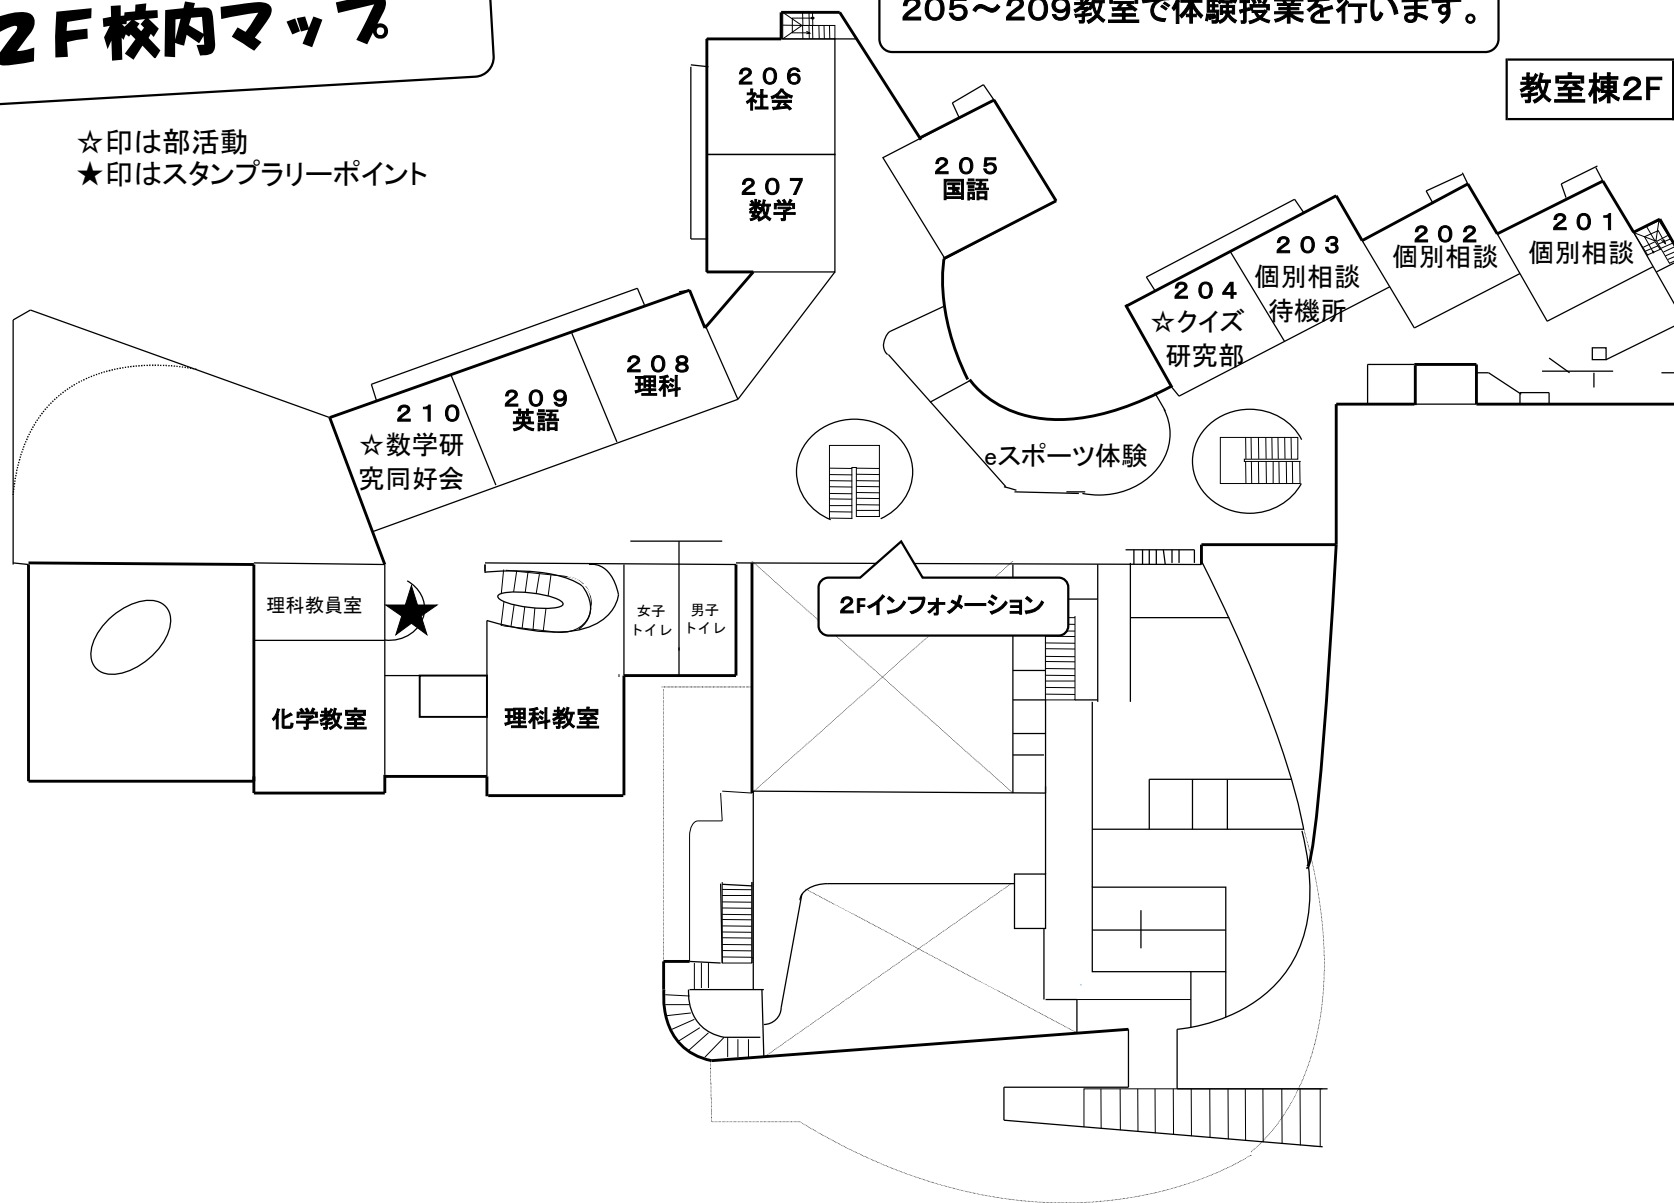 2F校内マップ
205～209教室で体験授業を行います。
教室棟2F
☆印は部活動
★印はスタンプラリーポイント
２０６
社会
２０７
数学
２０５
国語
２０１
個別相談
２０２
個別相談
２０３
個別相談
待機所
２０４
☆クイズ
研究部
２０８
理科
２０９
英語
２１０
☆数学研
究同好会
eスポーツ体験
理科教員室
★
女子
トイレ
男子
トイレ
2Fインフォメーション
化学教室
理科教室